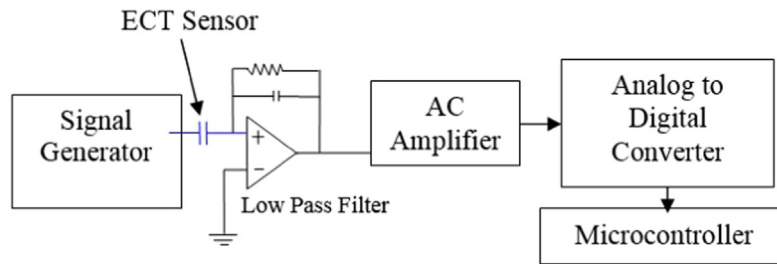 ECT Sensor
Signal
Generator
+
−
Low Pass Filter
AC
Amplifier
Analog to
Digital
Converter
Microcontroller